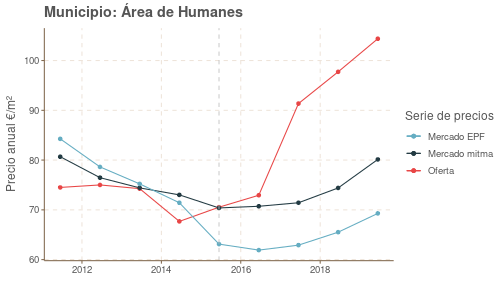 Municipio: Área de Humanes
Precio anual €/m²
100
90
80
70
60
2012
2014
2016
2018
Serie de precios
Mercado EPF
Mercado mitma
Oferta